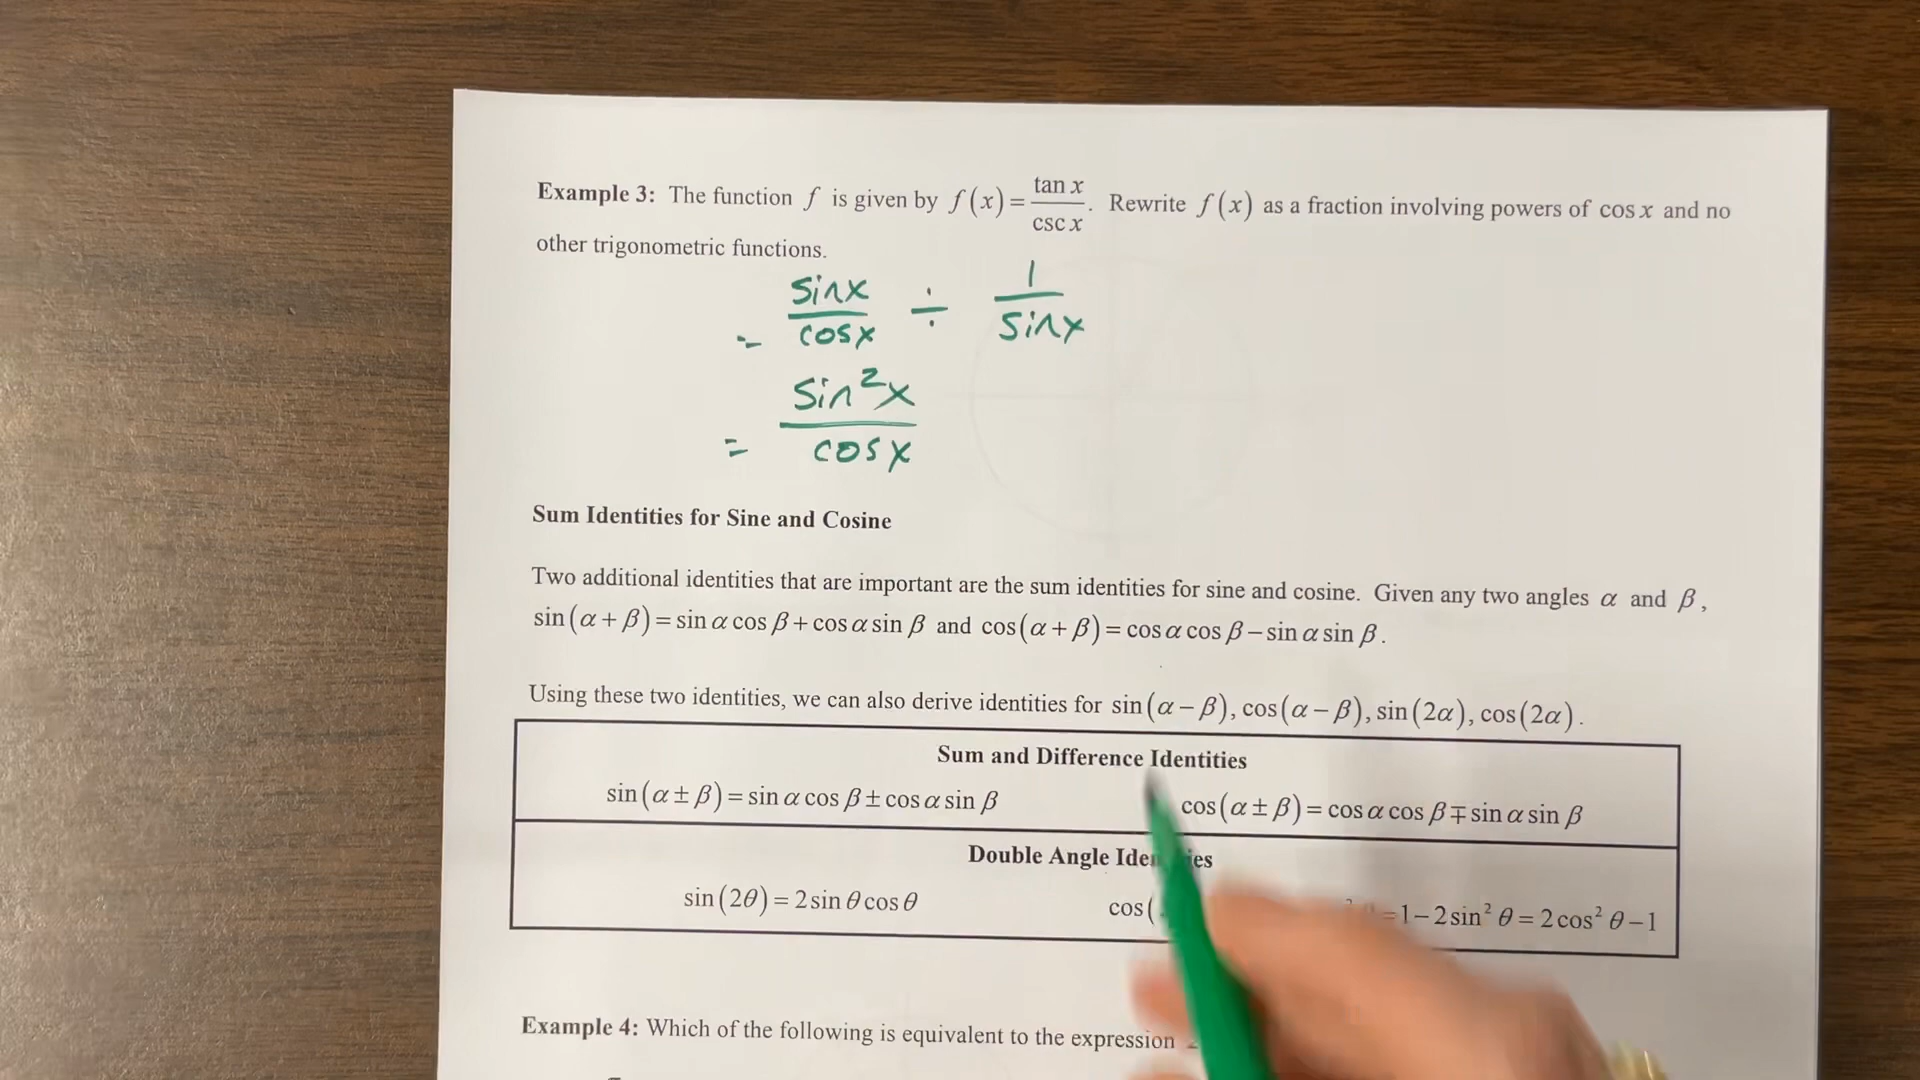 Example 3: The function f is given by f(x) = tan x / csc x. Rewrite f(x) as a fraction involving powers of cos x and no
other trigonometric functions.
= sinx / cosx ÷ 1 / sinx
= sin²x / cosx
Sum Identities for Sine and Cosine
Two additional identities that are important are the sum identities for sine and cosine. Given any two angles α and β,
sin(α + β) = sin α cos β + cos α sin β and cos(α + β) = cos α cos β − sin α sin β.
Using these two identities, we can also derive identities for sin(α − β), cos(α − β), sin(2α), cos(2α).
Sum and Difference Identities
sin(α ± β) = sin α cos β ± cos α sin β cos(α ± β) = cos α cos β ∓ sin α sin β
Double Angle
sin(2θ) = 2 sin θ cos θ cos( = 1 − 2 sin² θ = 2 cos² θ − 1
Example 4: Which of the following is equivalent to the expression